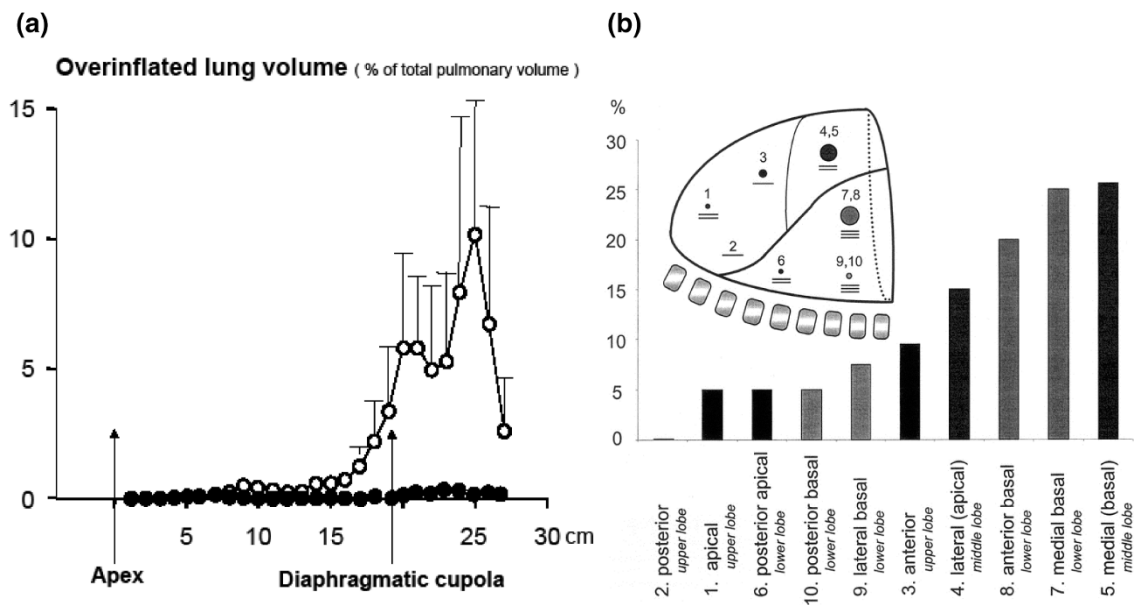 (a)
Overinflated lung volume ( % of total pulmonary volume )
15
10
5
0
5
10
15
20
25
30 cm
Apex
Diaphragmatic cupola
(b)
%
30
25
20
15
10
5
0
4,5
3
1
7,8
2
6
9,10
2. posterior
upper lobe
1. apical
upper lobe
6. posterior apical
lower lobe
10. posterior basal
lower lobe
9. lateral basal
lower lobe
3. anterior
upper lobe
4. lateral (apical)
middle lobe
8. anterior basal
lower lobe
7. medial basal
lower lobe
5. medial (basal)
middle lobe